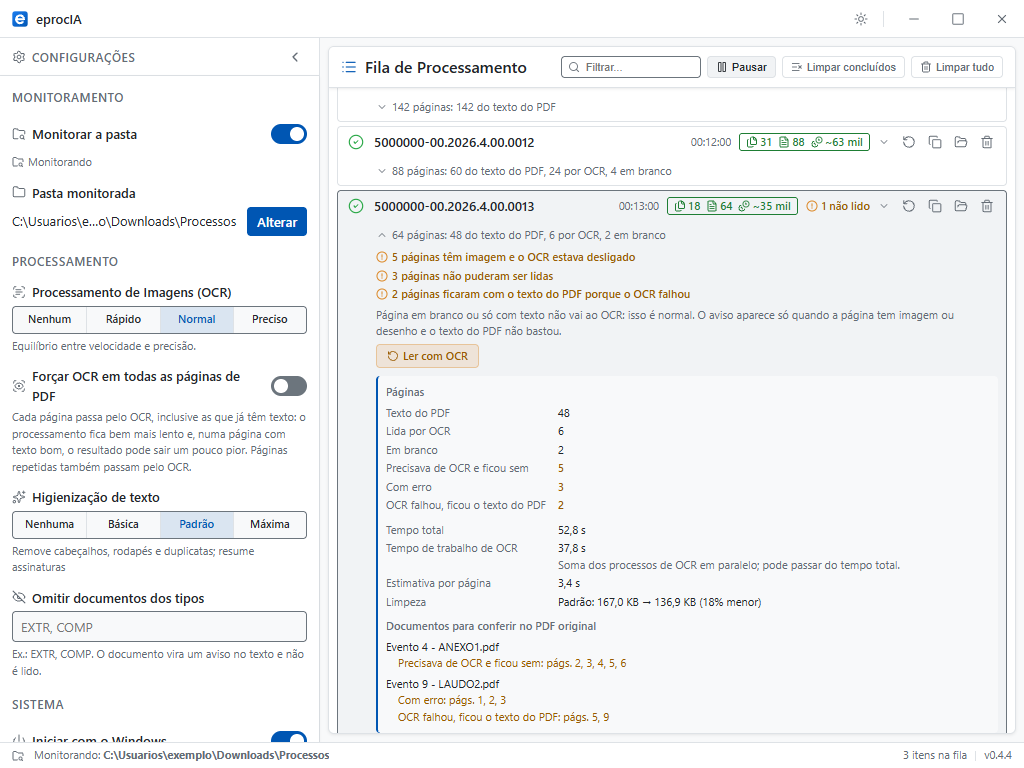 eprocIA
CONFIGURAÇÕES
MONITORAMENTO
Monitorar a pasta
Monitorando
Pasta monitorada
C:\Usuarios\e...o\Downloads\Processos
Alterar
PROCESSAMENTO
Processamento de Imagens (OCR)
Nenhum Rápido Normal Preciso
Equilíbrio entre velocidade e precisão.
Forçar OCR em todas as páginas de
PDF
Cada página passa pelo OCR, inclusive as que já têm texto: o
processamento fica bem mais lento e, numa página com
texto bom, o resultado pode sair um pouco pior. Páginas
repetidas também passam pelo OCR.
Higienização de texto
Nenhuma Básica Padrão Máxima
Remove cabeçalhos, rodapés e duplicatas; resume
assinaturas
Omitir documentos dos tipos
EXTR, COMP
Ex.: EXTR, COMP. O documento vira um aviso no texto e não
é lido.
SISTEMA
Iniciar com o Windows
Fila de Processamento
Filtrar...
Pausar
Limpar concluídos
Limpar tudo
142 páginas: 142 do texto do PDF
5000000-00.2026.4.00.0012 00:12:00 31 88 ~63 mil
88 páginas: 60 do texto do PDF, 24 por OCR, 4 em branco
5000000-00.2026.4.00.0013 00:13:00 18 64 ~35 mil 1 não lido
64 páginas: 48 do texto do PDF, 6 por OCR, 2 em branco
5 páginas têm imagem e o OCR estava desligado
3 páginas não puderam ser lidas
2 páginas ficaram com o texto do PDF porque o OCR falhou
Página em branco ou só com texto não vai ao OCR: isso é normal. O aviso aparece só quando a página tem imagem ou
desenho e o texto do PDF não bastou.
Ler com OCR
Páginas
Texto do PDF 48
Lida por OCR 6
Em branco 2
Precisava de OCR e ficou sem 5
Com erro 3
OCR falhou, ficou o texto do PDF 2
Tempo total 52,8 s
Tempo de trabalho de OCR 37,8 s
Soma dos processos de OCR em paralelo; pode passar do tempo total.
Estimativa por página 3,4 s
Limpeza Padrão: 167,0 KB → 136,9 KB (18% menor)
Documentos para conferir no PDF original
Evento 4 - ANEXO1.pdf
Precisava de OCR e ficou sem: págs. 2, 3, 4, 5, 6
Evento 9 - LAUDO2.pdf
Com erro: págs. 1, 2, 3
OCR falhou, ficou o texto do PDF: págs. 5, 9
Monitorando: C:\Usuarios\exemplo\Downloads\Processos
3 itens na fila v0.4.4